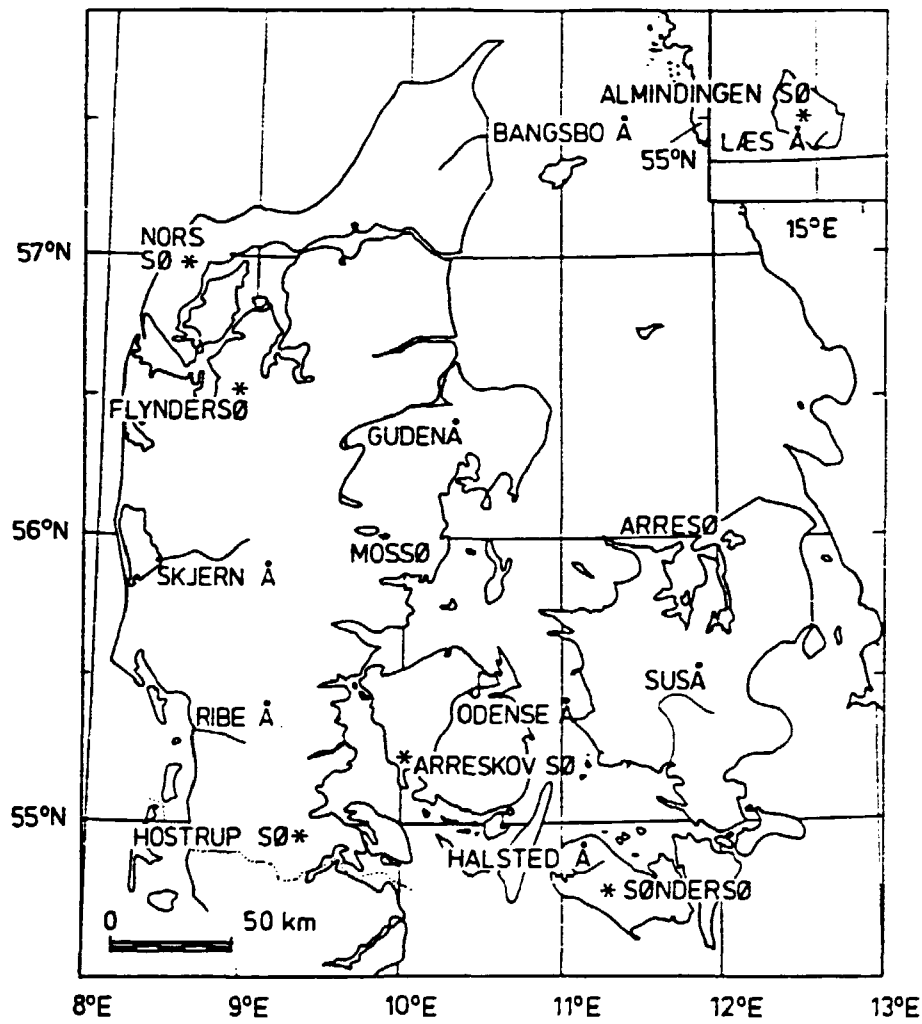 ALMINDINGEN SØ
BANGSBO Å
LÆS Å
55°N
15°E
NORS
SØ *
57°N
*
FLYNDERSØ
GUDENÅ
56°N
ARRESØ
MOSSØ
SKJERN Å
SUSÅ
RIBE Å
ODENSE Å
* ARRESKOV SØ
55°N
HOSTRUP SØ*
HALSTED Å
* SØNDERSØ
0 50 km
8°E 9°E 10°E 11°E 12°E 13°E